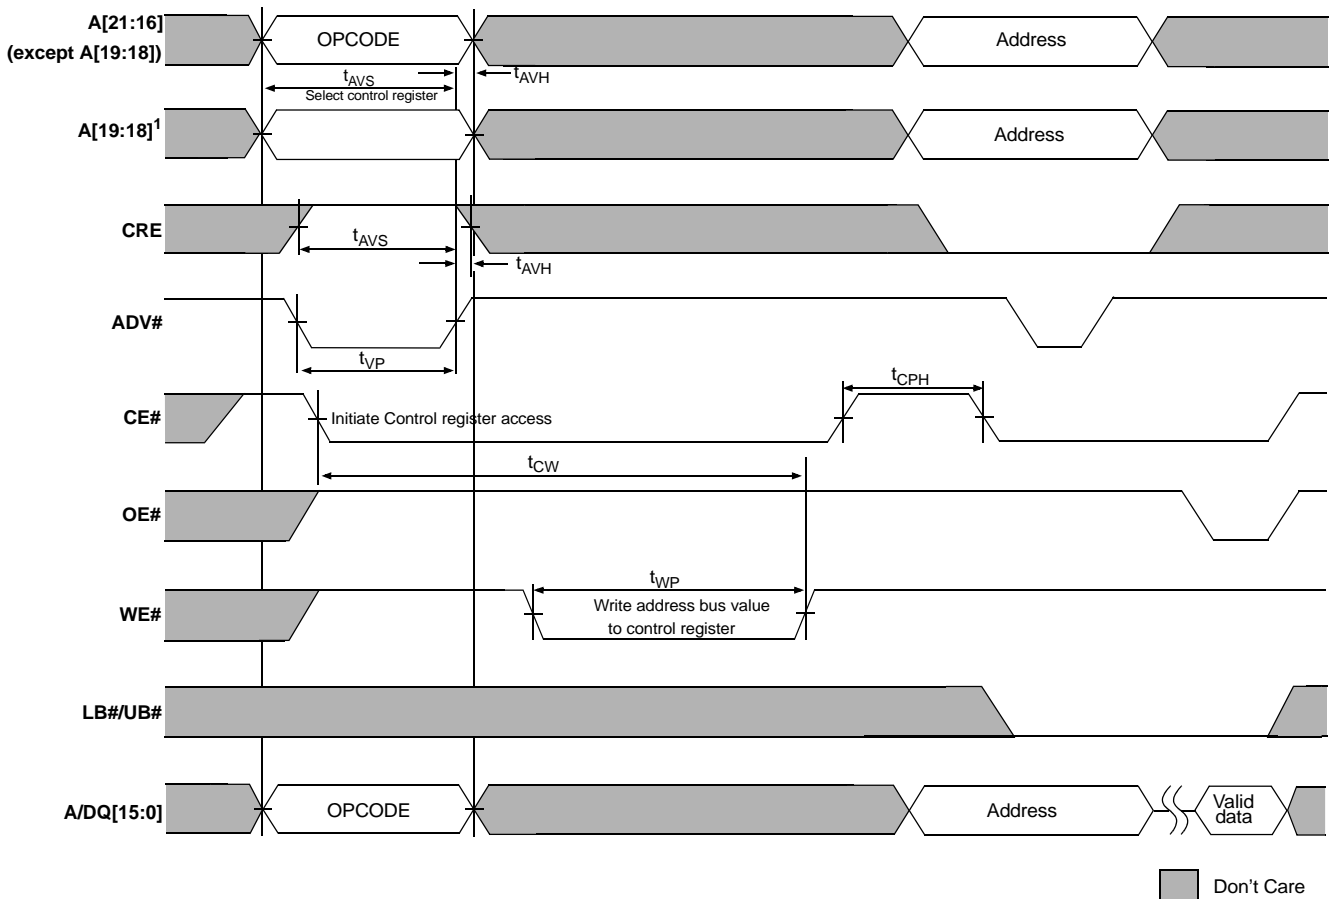 A[21:16]
(except A[19:18])
OPCODE
Address
tAVS
tAVH
Select control register
A[19:18]1
Address
CRE
tAVS
tAVH
ADV#
tVP
tCPH
CE#
Initiate Control register access
tCW
OE#
tWP
WE#
Write address bus value
to control register
LB#/UB#
A/DQ[15:0]
OPCODE
Address
Valid
data
Don't Care